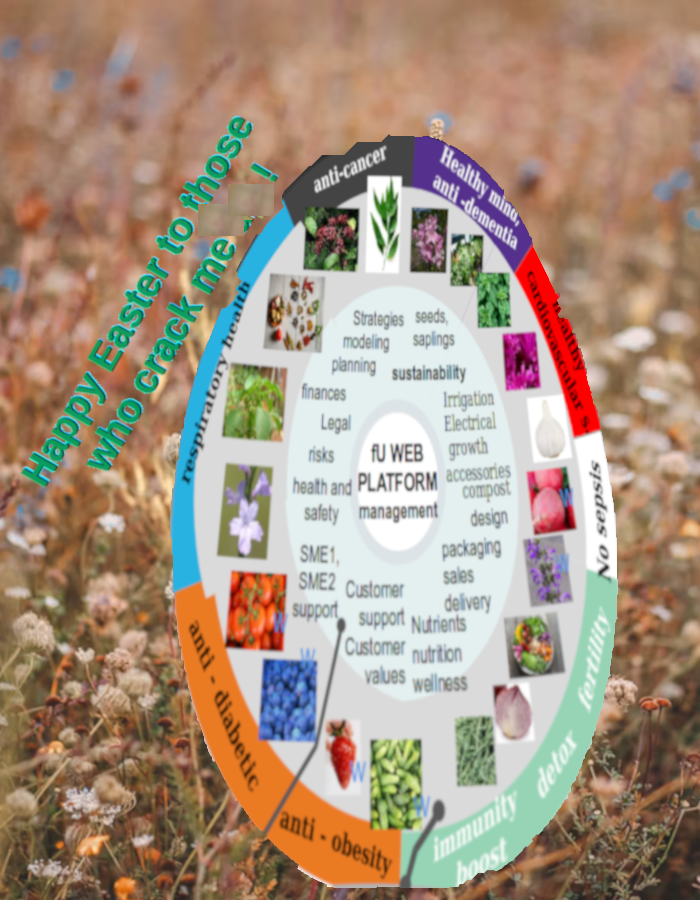 Happy Easter to those
who crack me !
anti-cancer
Healthy mind,
anti -dementia
healthy
cardiovascular s
No sepsis
fertility
detox
immunity
boost
anti - obesity
anti - diabetic
respiratory health
Strategies
modeling
planning
finances
Legal
risks
health and
safety
SME1,
SME2
support
Customer
support
Customer
values
seeds,
saplings
sustainability
Irrigation
Electrical
growth
accessories
compost
design
packaging
sales
delivery
Nutrients
nutrition
wellness
fU WEB
PLATFORM
management
W
W
W
W
W
W